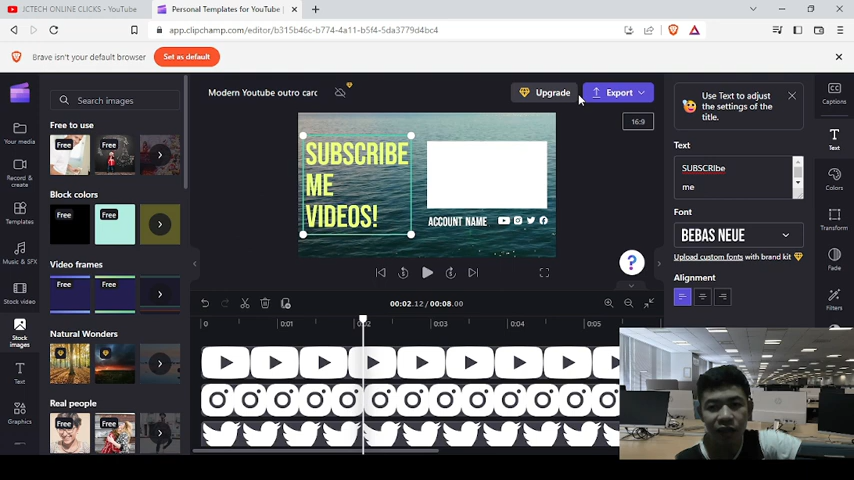 JCTECH ONLINE CLICKS - YouTube
Personal Templates for YouTube |
app.clipchamp.com/editor/b315b46c-b774-4a11-b5f4-5da3779d4bc4
Brave isn't your default browser
Set as default
Search images
Modern Youtube outro card
Upgrade
Export
Use Text to adjust
the settings of the
title.
Captions
16:9
Free to use
Free
Free
Your media
Record &
create
Block colors
Free
Free
Templates
Music & SFX
Video frames
Free
Free
Stock video
Natural Wonders
Stock
images
Text
Real people
Free
Free
Graphics
SUBSCRIBE
ME
VIDEOS!
ACCOUNT NAME
Text
SUBSCRIbe
me
Text
Colors
Font
BEBAS NEUE
Upload custom fonts with brand kit
Transform
Alignment
Fade
Filters
?
00:02.12 / 00:08.00
0
0:01
0:02
0:03
0:04
0:05